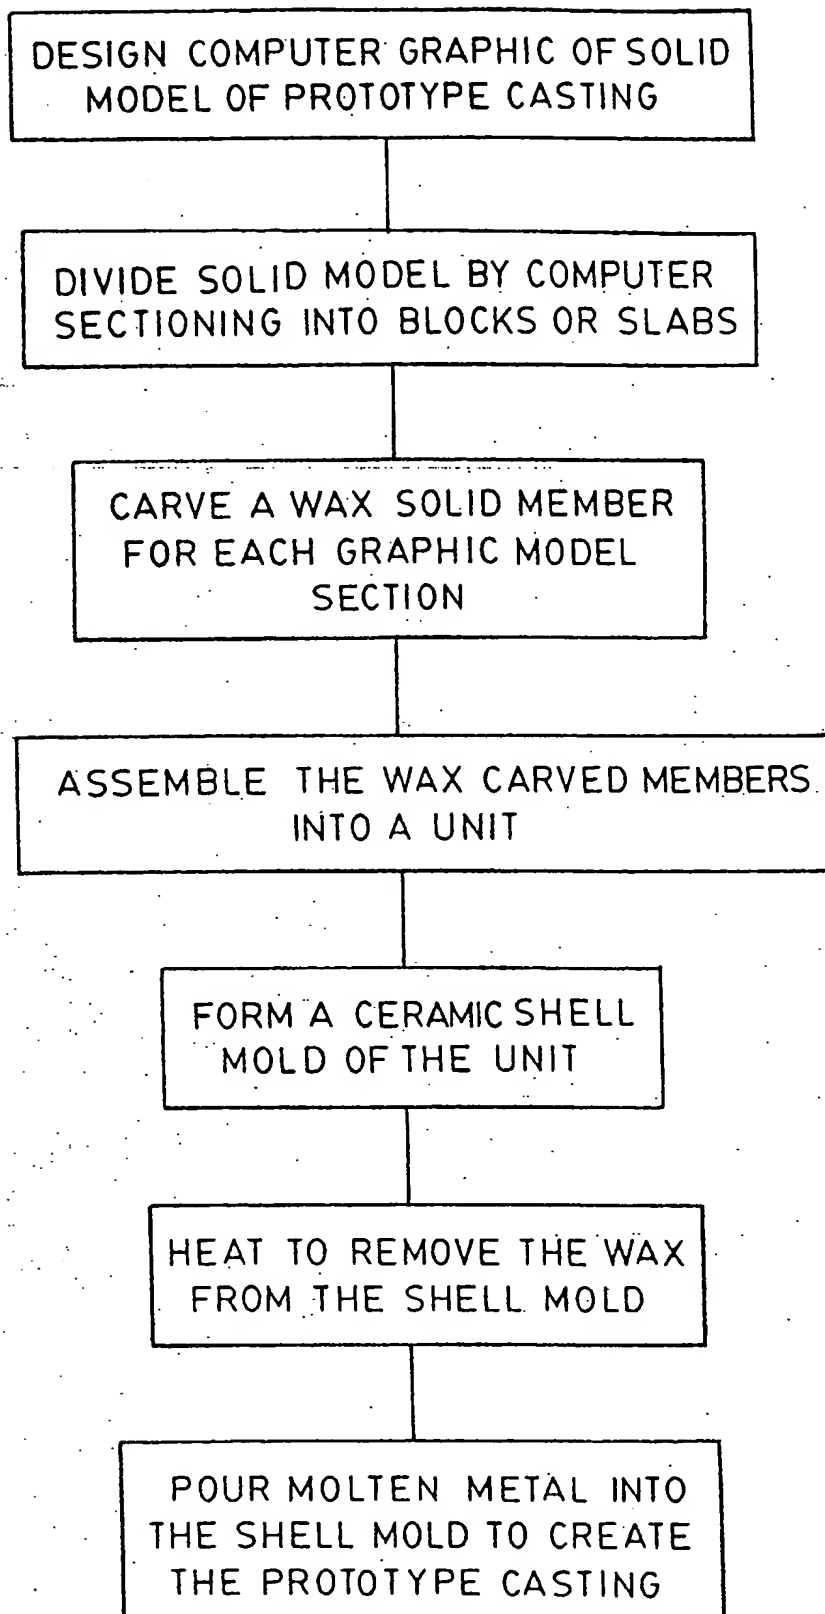 DESIGN COMPUTER GRAPHIC OF SOLID
MODEL OF PROTOTYPE CASTING
DIVIDE SOLID MODEL BY COMPUTER
SECTIONING INTO BLOCKS OR SLABS
CARVE A WAX SOLID MEMBER
FOR EACH GRAPHIC MODEL
SECTION
ASSEMBLE THE WAX CARVED MEMBERS
INTO A UNIT
FORM A CERAMIC SHELL
MOLD OF THE UNIT
HEAT TO REMOVE THE WAX
FROM THE SHELL MOLD
POUR MOLTEN METAL INTO
THE SHELL MOLD TO CREATE
THE PROTOTYPE CASTING